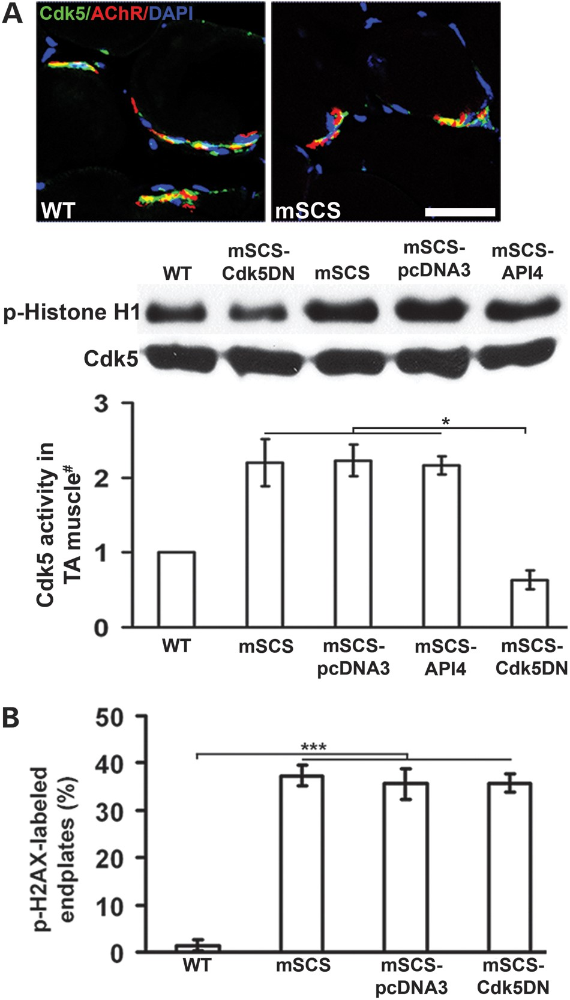 A
Cdk5/AChR/DAPI
WT
mSCS
WT
mSCS-
Cdk5DN
mSCS
mSCS-
pcDNA3
mSCS-
API4
p-Histone H1
Cdk5
Cdk5 activity in
TA muscle#
3
2
1
0
*
WT
mSCS
mSCS-
pcDNA3
mSCS-
API4
mSCS-
Cdk5DN
B
p-H2AX-labeled
endplates (%)
50
40
30
20
10
0
***
WT
mSCS
mSCS-
pcDNA3
mSCS-
Cdk5DN